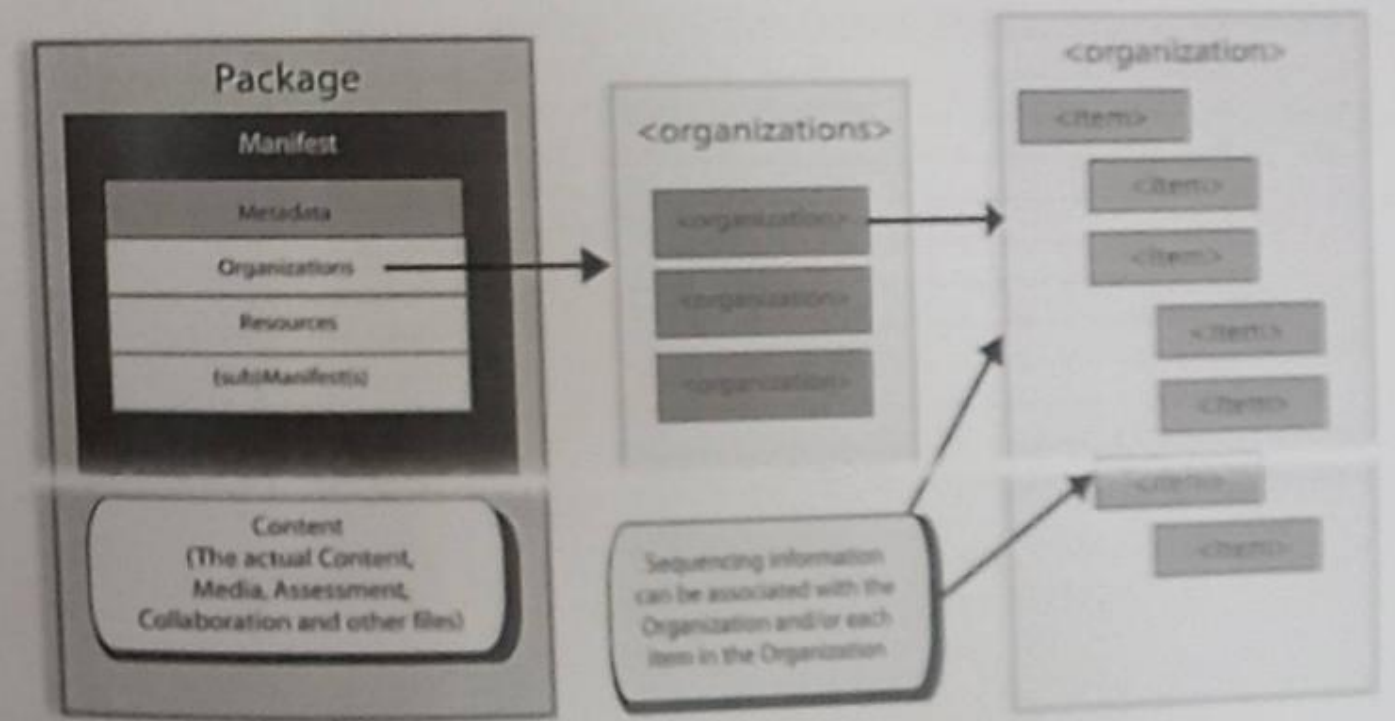 Package
Manifest
Metadata
Organizations
Resources
(sub)Manifest(s)
Content
(The actual Content,
Media, Assessment,
Collaboration and other files)
<organizations>
<organization>
<organization>
<organization>
Sequencing information
can be associated with the
Organization and/or each
item in the Organization
<organization>
<item>
<item>
<item>
<item>
<item>
<item>
<item>